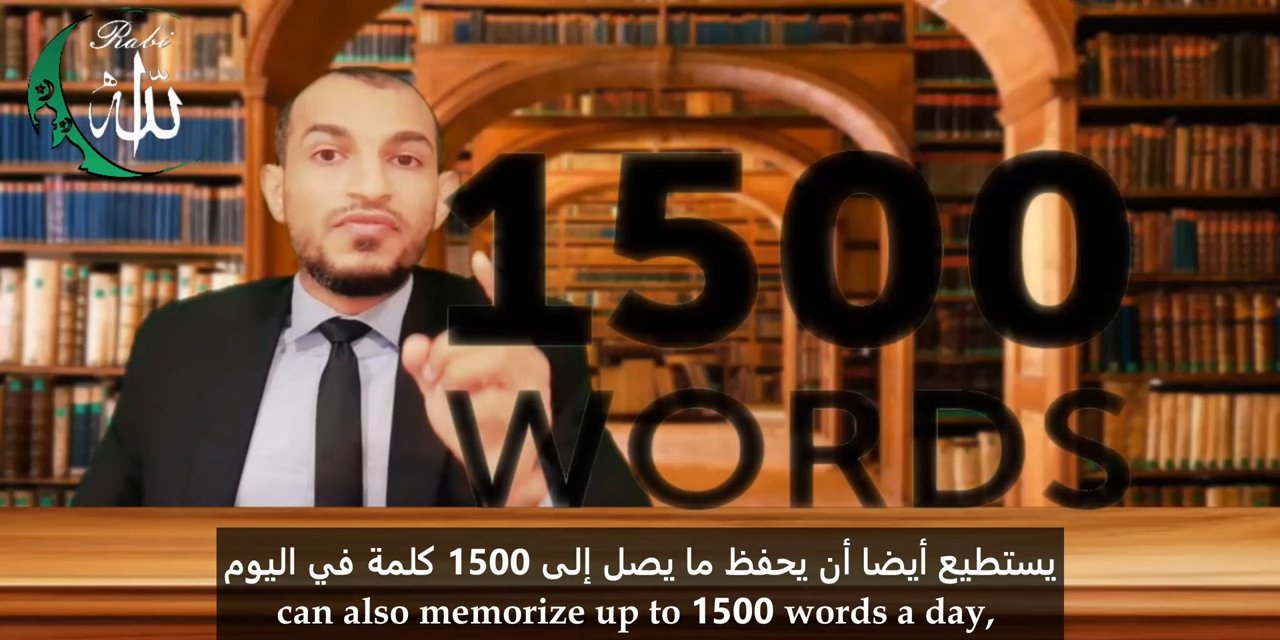 Rabi
الله
1500
WORDS
يستطيع أيضا أن يحفظ ما يصل إلى 1500 كلمة في اليوم
can also memorize up to 1500 words a day,